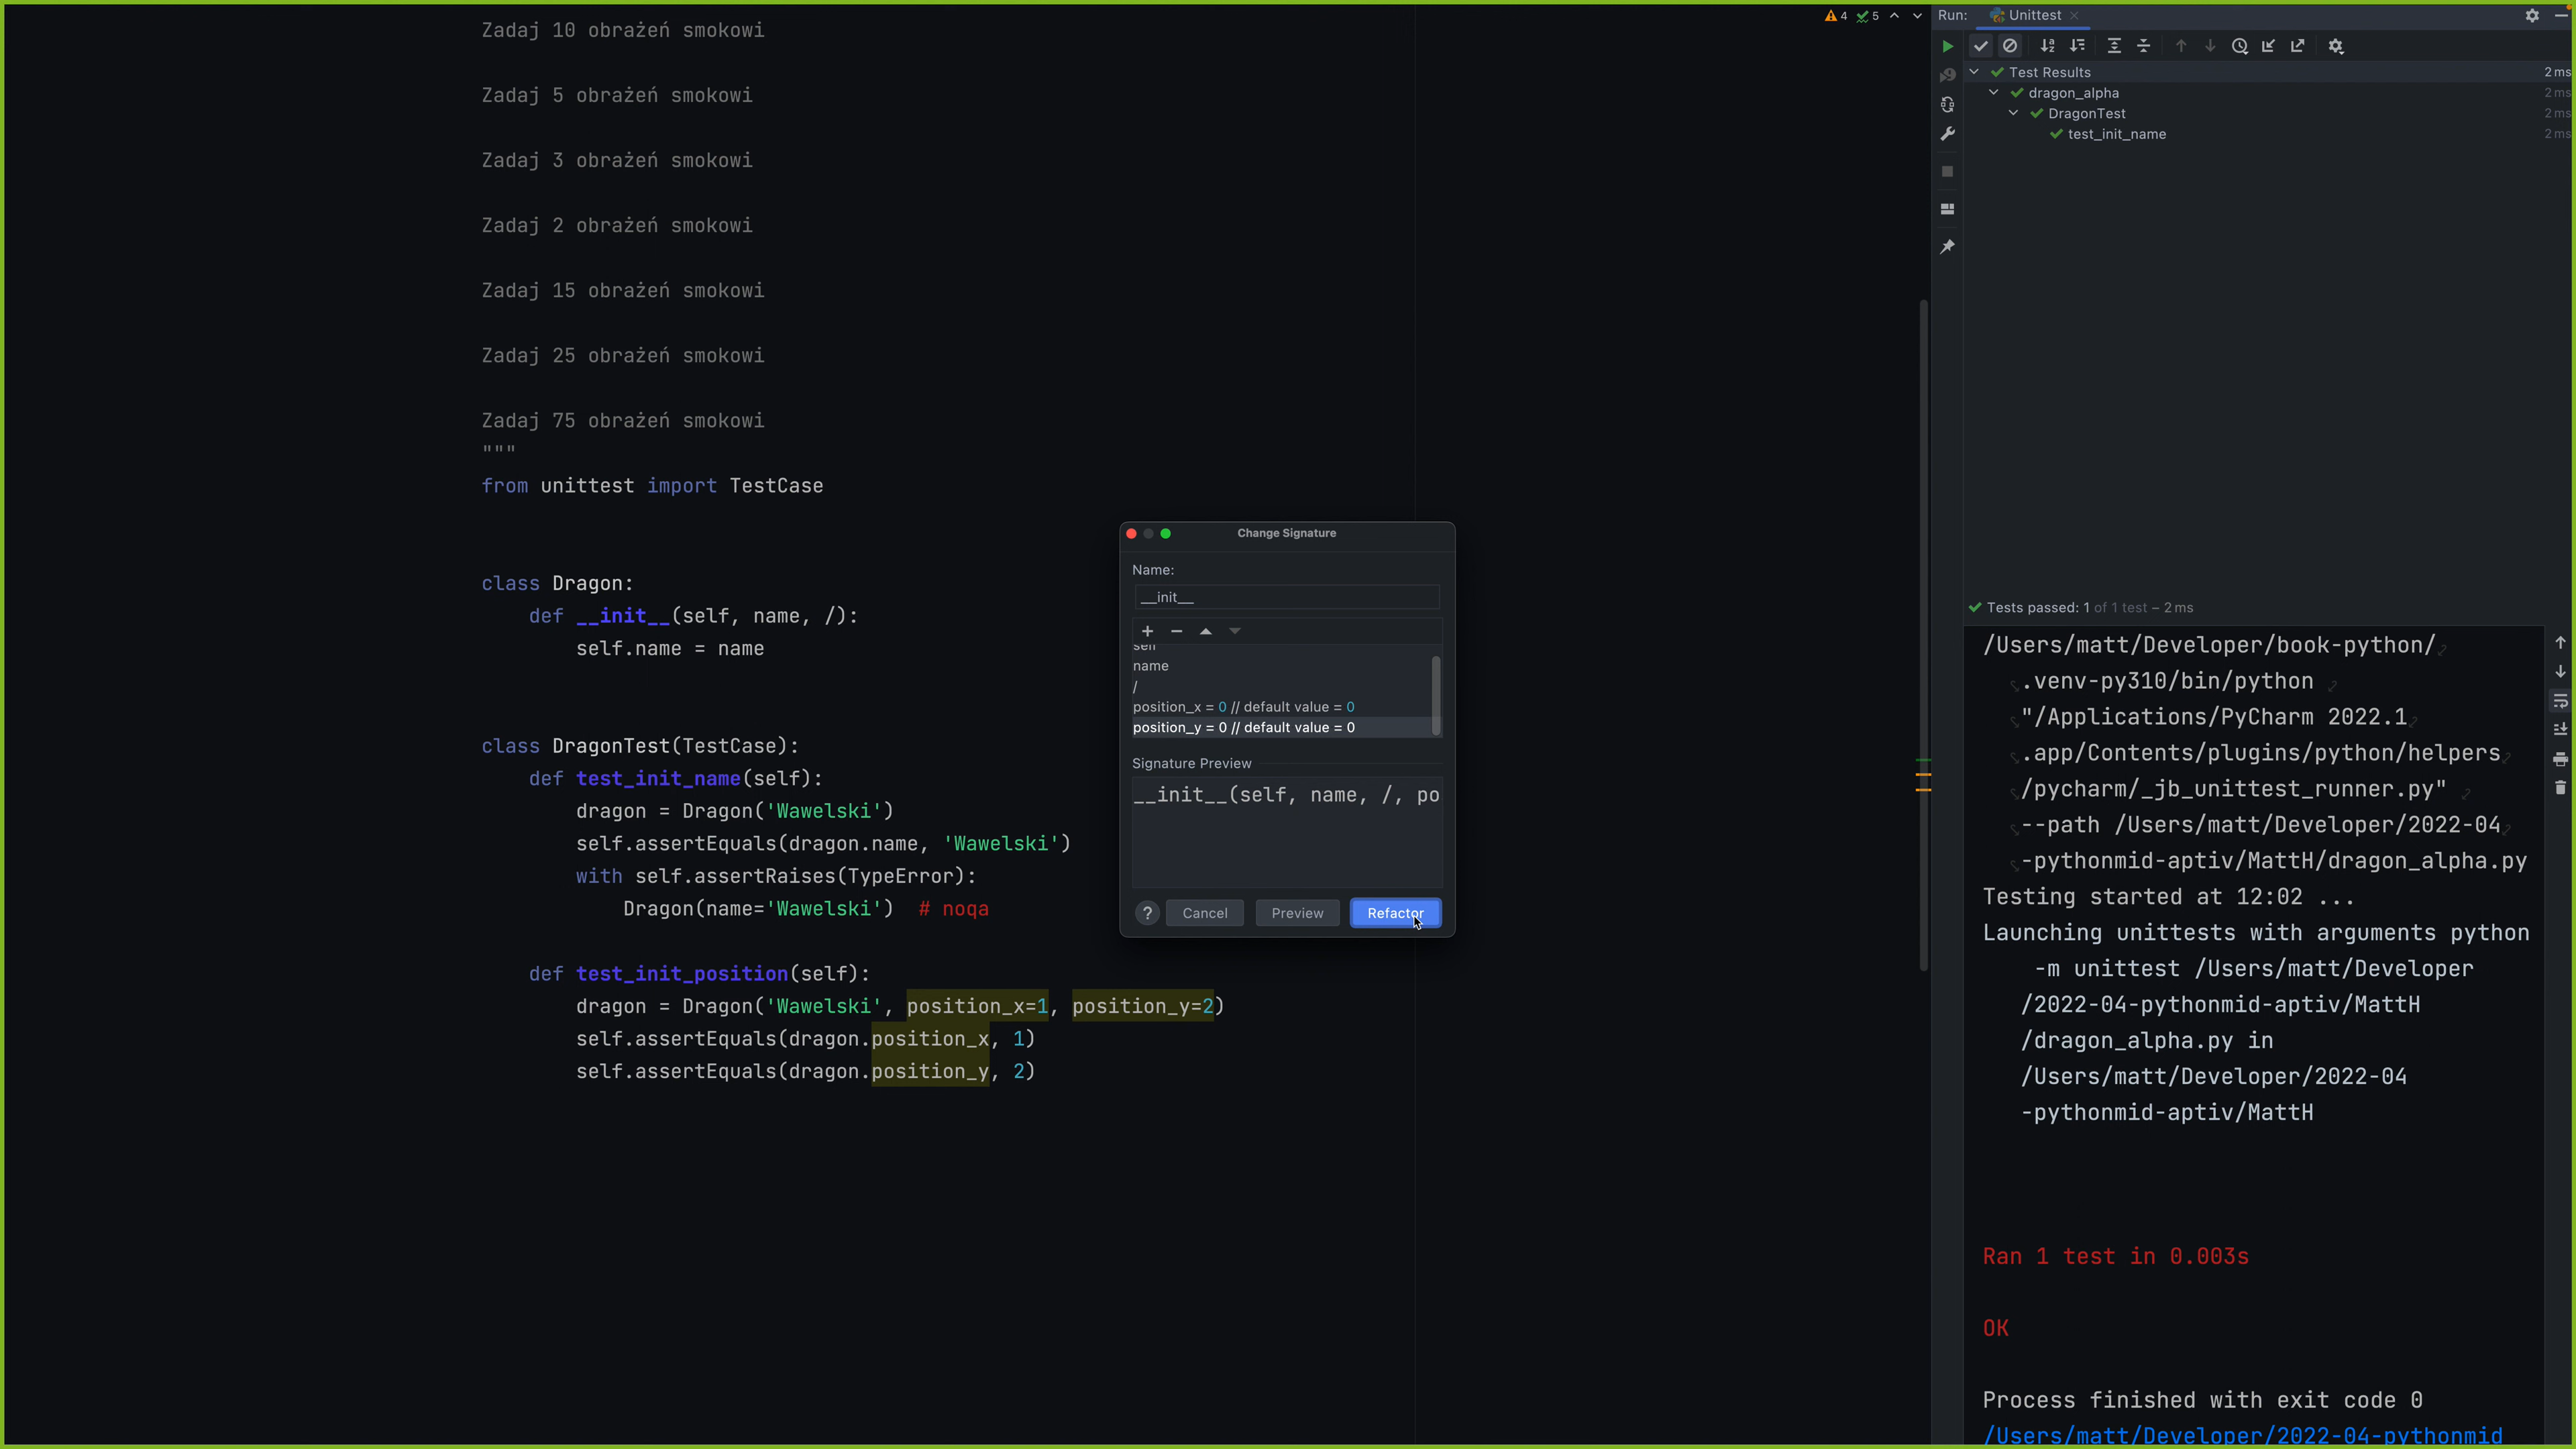 Zadaj 10 obrażeń smokowi
Zadaj 5 obrażeń smokowi
Zadaj 3 obrażeń smokowi
Zadaj 2 obrażeń smokowi
Zadaj 15 obrażeń smokowi
Zadaj 25 obrażeń smokowi
Zadaj 75 obrażeń smokowi
"""
from unittest import TestCase
class Dragon:
def __init__(self, name, /):
self.name = name
class DragonTest(TestCase):
def test_init_name(self):
dragon = Dragon('Wawelski')
self.assertEquals(dragon.name, 'Wawelski')
with self.assertRaises(TypeError):
Dragon(name='Wawelski')  # noqa
def test_init_position(self):
dragon = Dragon('Wawelski', position_x=1, position_y=2)
self.assertEquals(dragon.position_x, 1)
self.assertEquals(dragon.position_y, 2)
4 5
Change Signature
Name:
__init__
self
name
/
position_x = 0 // default value = 0
position_y = 0 // default value = 0
Signature Preview
__init__(self, name, /, po
? Cancel Preview Refactor
Run: Unittest
Test Results 2 ms
dragon_alpha 2 ms
DragonTest 2 ms
test_init_name 2 ms
Tests passed: 1 of 1 test – 2 ms
/Users/matt/Developer/book-python/
.venv-py310/bin/python
"/Applications/PyCharm 2022.1
.app/Contents/plugins/python/helpers
/pycharm/_jb_unittest_runner.py"
--path /Users/matt/Developer/2022-04
-pythonmid-aptiv/MattH/dragon_alpha.py
Testing started at 12:02 ...
Launching unittests with arguments python
-m unittest /Users/matt/Developer
/2022-04-pythonmid-aptiv/MattH
/dragon_alpha.py in
/Users/matt/Developer/2022-04
-pythonmid-aptiv/MattH
Ran 1 test in 0.003s
OK
Process finished with exit code 0
/Users/matt/Developer/2022-04-pythonmid